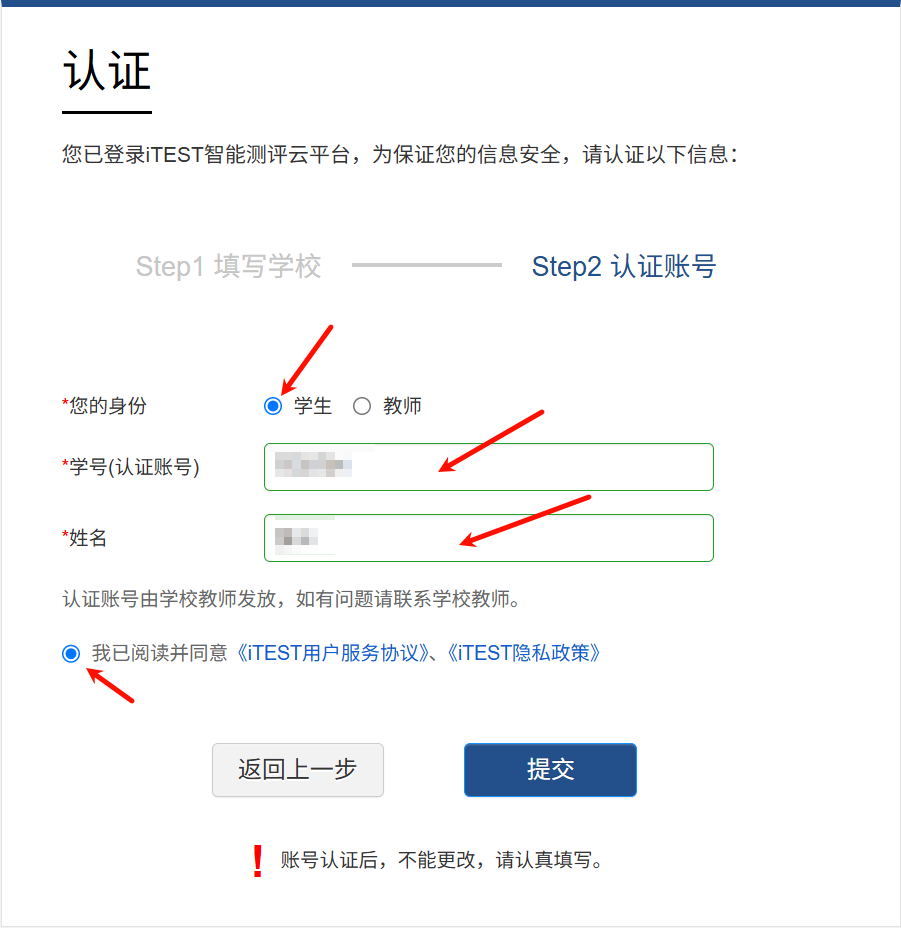 认证
您已登录iTEST智能测评云平台，为保证您的信息安全，请认证以下信息：
Step1 填写学校 Step2 认证账号
*您的身份 学生 教师
*学号(认证账号)
*姓名
认证账号由学校教师发放，如有问题请联系学校教师。
我已阅读并同意《iTEST用户服务协议》、《iTEST隐私政策》
返回上一步 提交
! 账号认证后，不能更改，请认真填写。